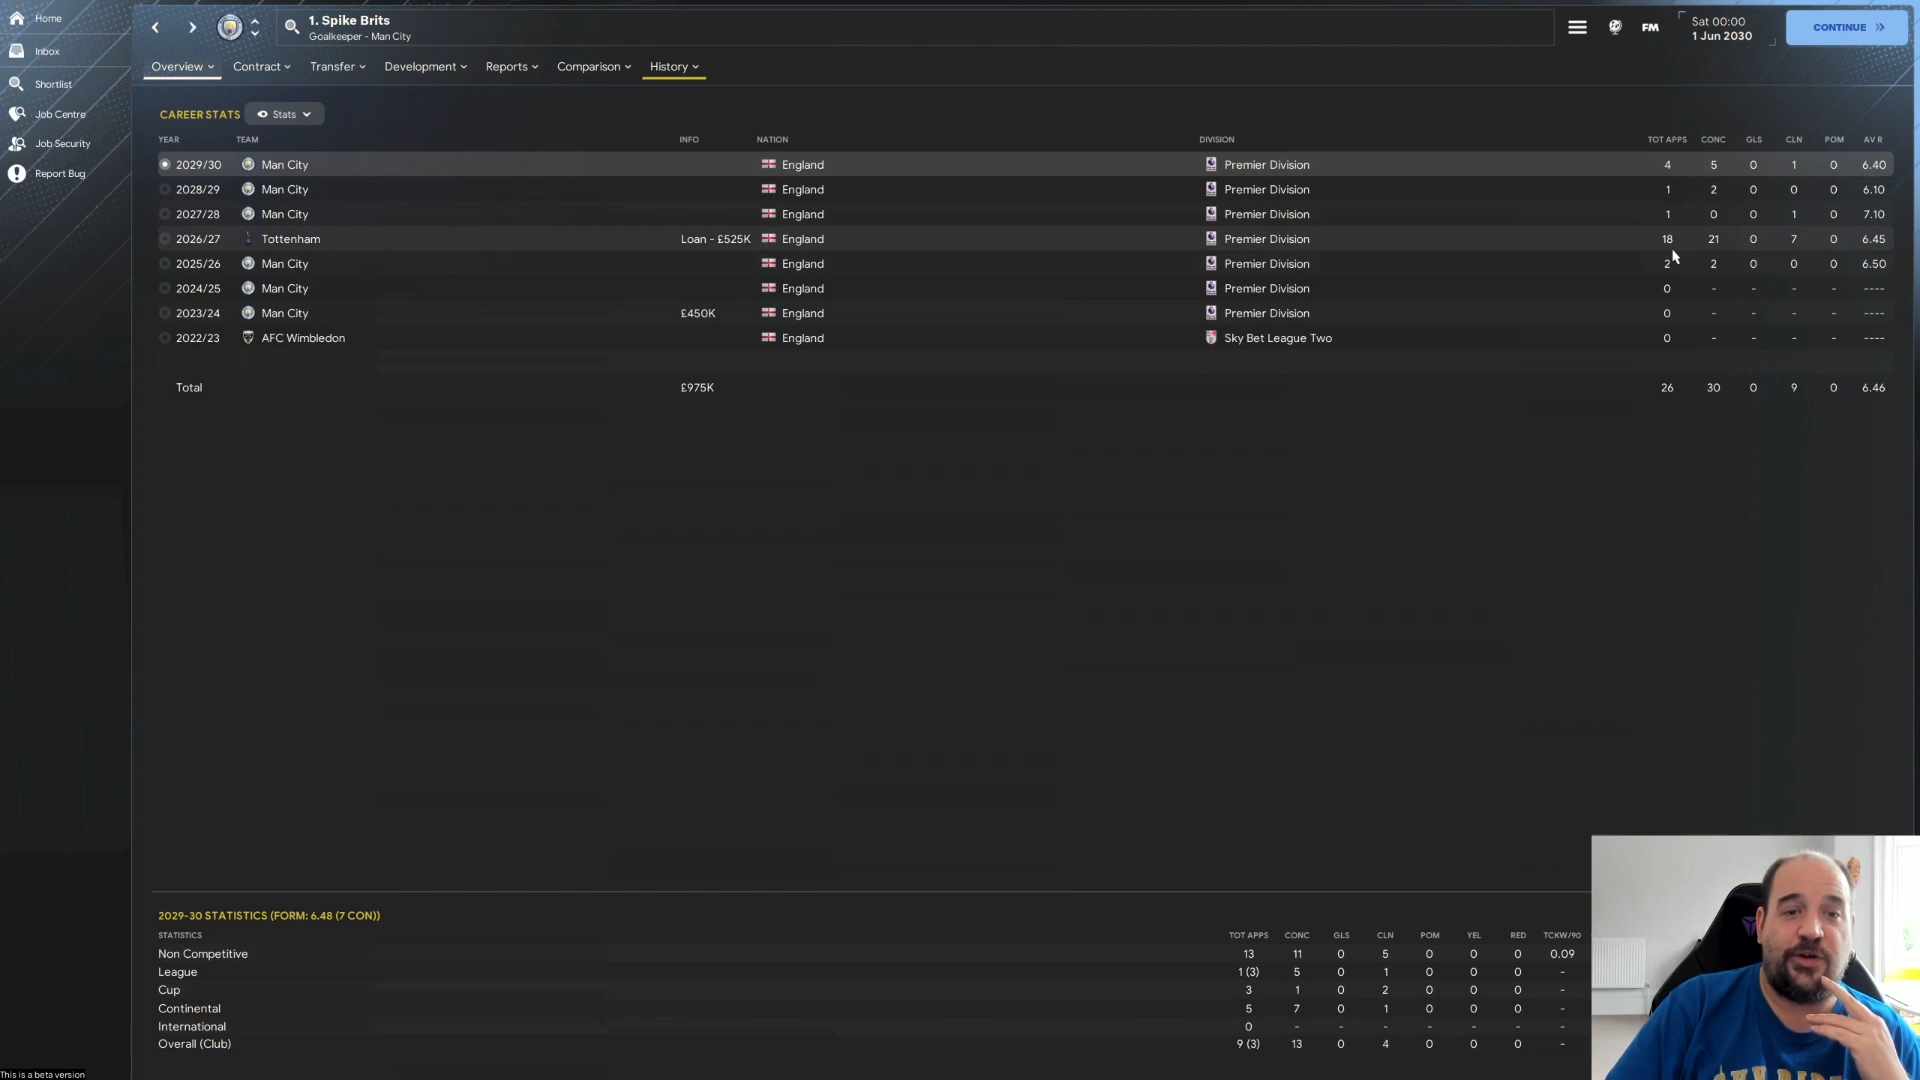 Home
Inbox
Shortlist
Job Centre
Job Security
Report Bug
1. Spike Brits
Goalkeeper - Man City
FM
Sat 00:00
1 Jun 2030
CONTINUE
Overview Contract Transfer Development Reports Comparison History
CAREER STATS Stats
YEAR TEAM INFO NATION DIVISION TOT APPS CONC GLS CLN POM AV R
2029/30 Man City England Premier Division 4 5 0 1 0 6.40
2028/29 Man City England Premier Division 1 2 0 0 0 6.10
2027/28 Man City England Premier Division 1 0 0 1 0 7.10
2026/27 Tottenham Loan - £525K England Premier Division 18 21 0 7 0 6.45
2025/26 Man City England Premier Division 2 2 0 0 0 6.50
2024/25 Man City England Premier Division 0 - - - - ----
2023/24 Man City £450K England Premier Division 0 - - - - ----
2022/23 AFC Wimbledon England Sky Bet League Two 0 - - - - ----
Total £975K 26 30 0 9 0 6.46
2029-30 STATISTICS (FORM: 6.48 (7 CON))
STATISTICS TOT APPS CONC GLS CLN POM YEL RED TCKW/90
Non Competitive 13 11 0 5 0 0 0 0.09
League 1 (3) 5 0 1 0 0 0 -
Cup 3 1 0 2 0 0 0 -
Continental 5 7 0 1 0 0 0 -
International 0 - - - - - - -
Overall (Club) 9 (3) 13 0 4 0 0 0 -
This is a beta version